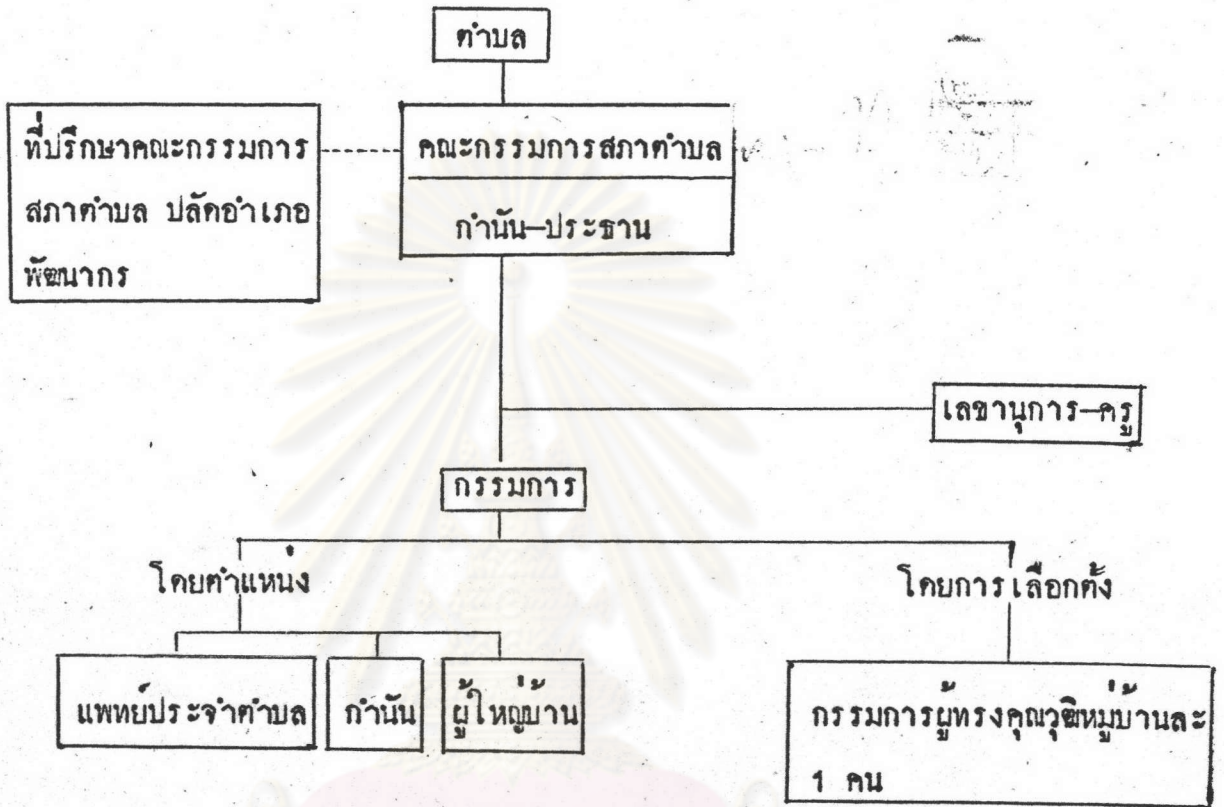 ตำบล
ที่ปรึกษาคณะกรรมการ
สภาตำบล ปลัดอำเภอ
พัฒนากร
คณะกรรมการสภาตำบล
กำนัน-ประธาน
เลขานุการ-ครู
กรรมการ
โดยตำแหน่ง
โดยการเลือกตั้ง
แพทย์ประจำตำบล
กำนัน
ผู้ใหญ่บ้าน
กรรมการผู้ทรงคุณวุฒิหมู่บ้านละ
1 คน